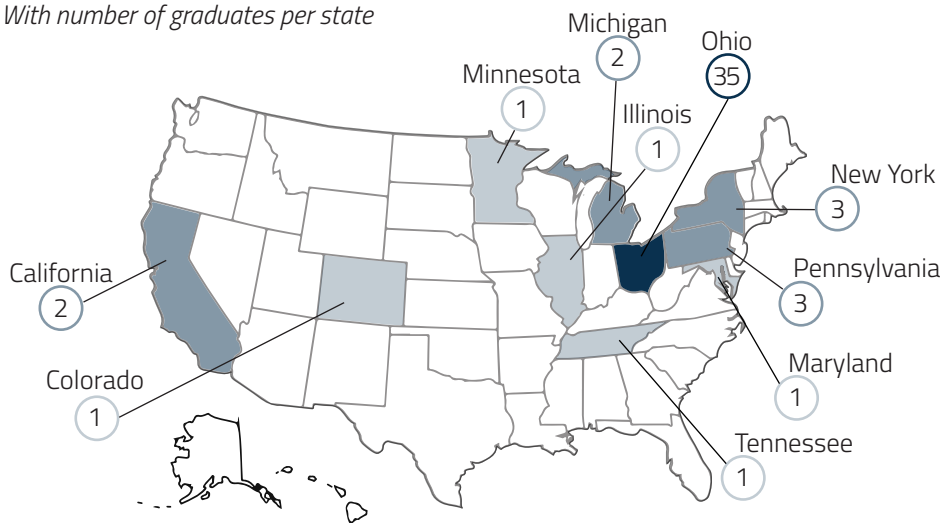 With number of graduates per state
Michigan
2
Ohio
35
Minnesota
1
Illinois
1
New York
3
California
2
Pennsylvania
3
Maryland
1
Colorado
1
Tennessee
1